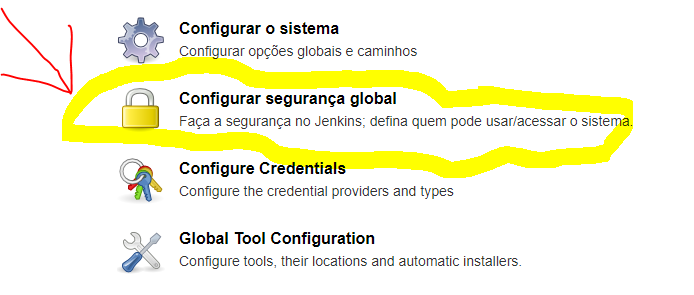 Configurar o sistema
Configurar opções globais e caminhos
Configurar segurança global
Faça a segurança no Jenkins; defina quem pode usar/acessar o sistema.
Configure Credentials
Configure the credential providers and types
Global Tool Configuration
Configure tools, their locations and automatic installers.